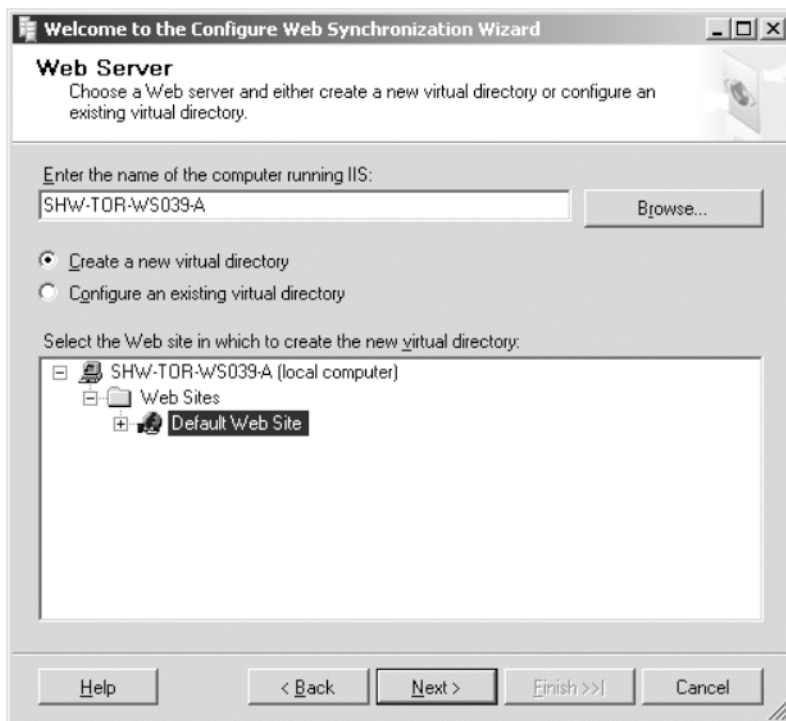 Welcome to the Configure Web Synchronization Wizard
Web Server
Choose a Web server and either create a new virtual directory or configure an
existing virtual directory.
Enter the name of the computer running IIS:
SHW-TOR-WS039-A
Browse...
Create a new virtual directory
Configure an existing virtual directory
Select the Web site in which to create the new virtual directory:
SHW-TOR-WS039-A (local computer)
Web Sites
Default Web Site
Help
< Back
Next >
Finish >>|
Cancel